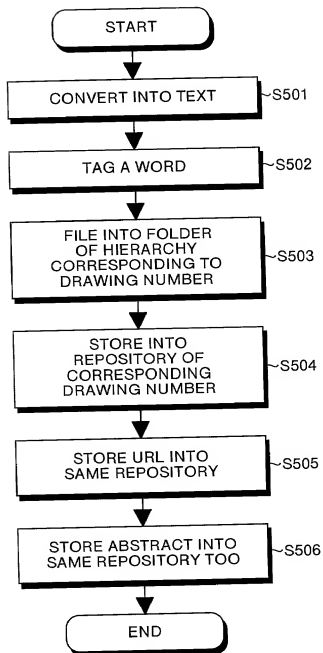 START
CONVERT INTO TEXT
S501
TAG A WORD
S502
FILE INTO FOLDER
OF HIERARCHY
CORRESPONDING TO
DRAWING NUMBER
S503
STORE INTO
REPOSITORY OF
CORRESPONDING
DRAWING NUMBER
S504
STORE URL INTO
SAME REPOSITORY
S505
STORE ABSTRACT INTO
SAME REPOSITORY TOO
S506
END